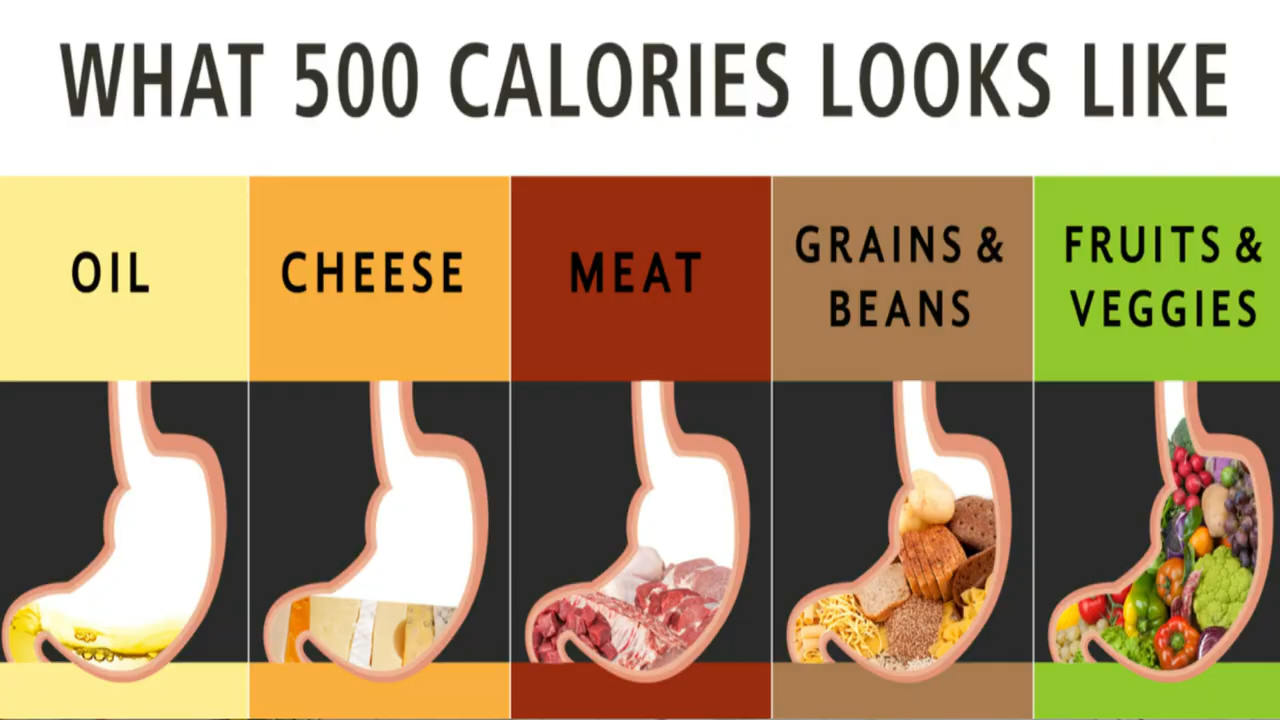 WHAT 500 CALORIES LOOKS LIKE
OIL
CHEESE
MEAT
GRAINS &
BEANS
FRUITS &
VEGGIES